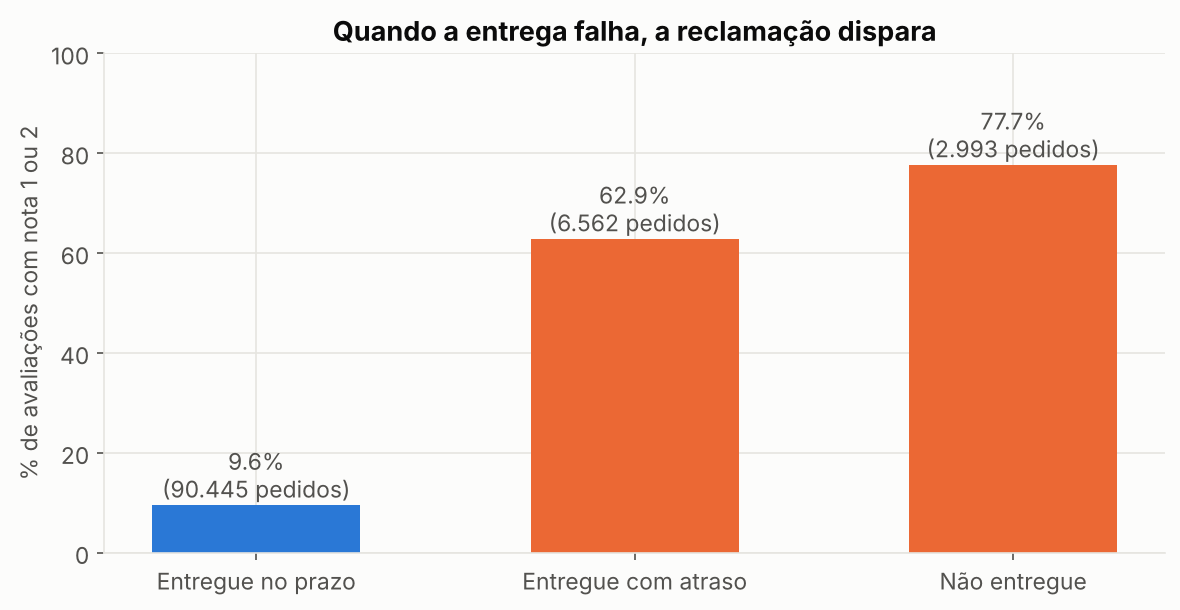 Quando a entrega falha, a reclamação dispara
% de avaliações com nota 1 ou 2
100
80
60
40
20
0
9.6%
(90.445 pedidos)
62.9%
(6.562 pedidos)
77.7%
(2.993 pedidos)
Entregue no prazo
Entregue com atraso
Não entregue